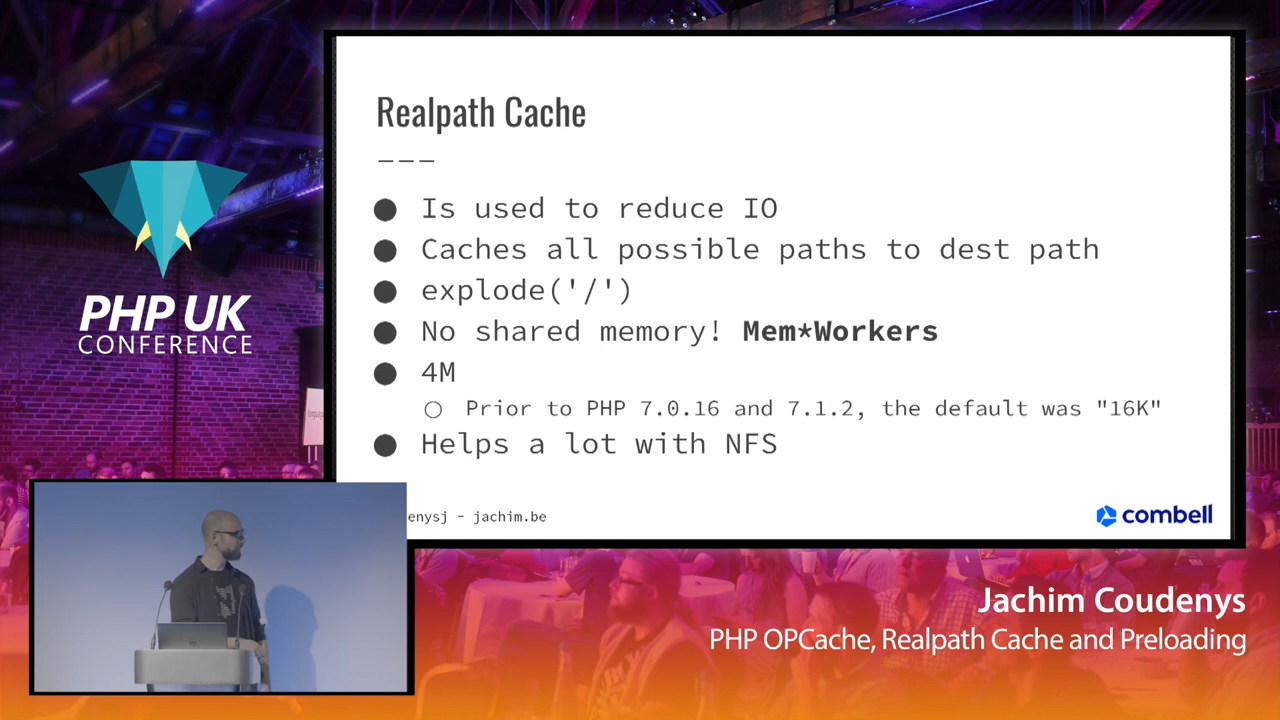 Realpath Cache
---
● Is used to reduce IO
● Caches all possible paths to dest path
● explode('/')
● No shared memory! Mem*Workers
● 4M
○ Prior to PHP 7.0.16 and 7.1.2, the default was "16K"
● Helps a lot with NFS
enysj - jachim.be
combell
PHP UK
CONFERENCE
Jachim Coudenys
PHP OPCache, Realpath Cache and Preloading